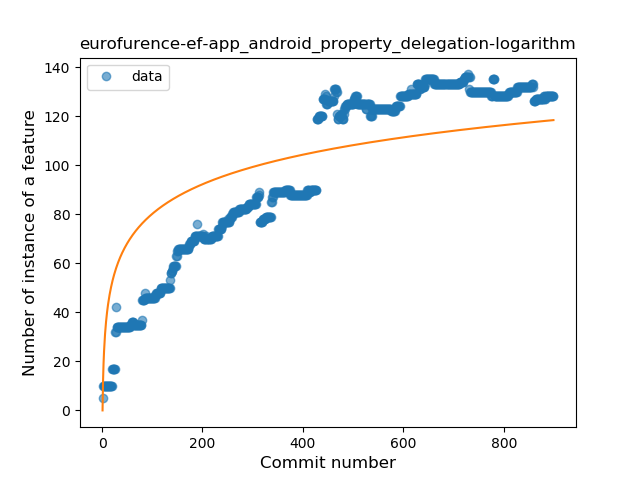 eurofurence-ef-app_android_property_delegation-logarithm
data
Number of instance of a feature
140
120
100
80
60
40
20
0
0 200 400 600 800
Commit number